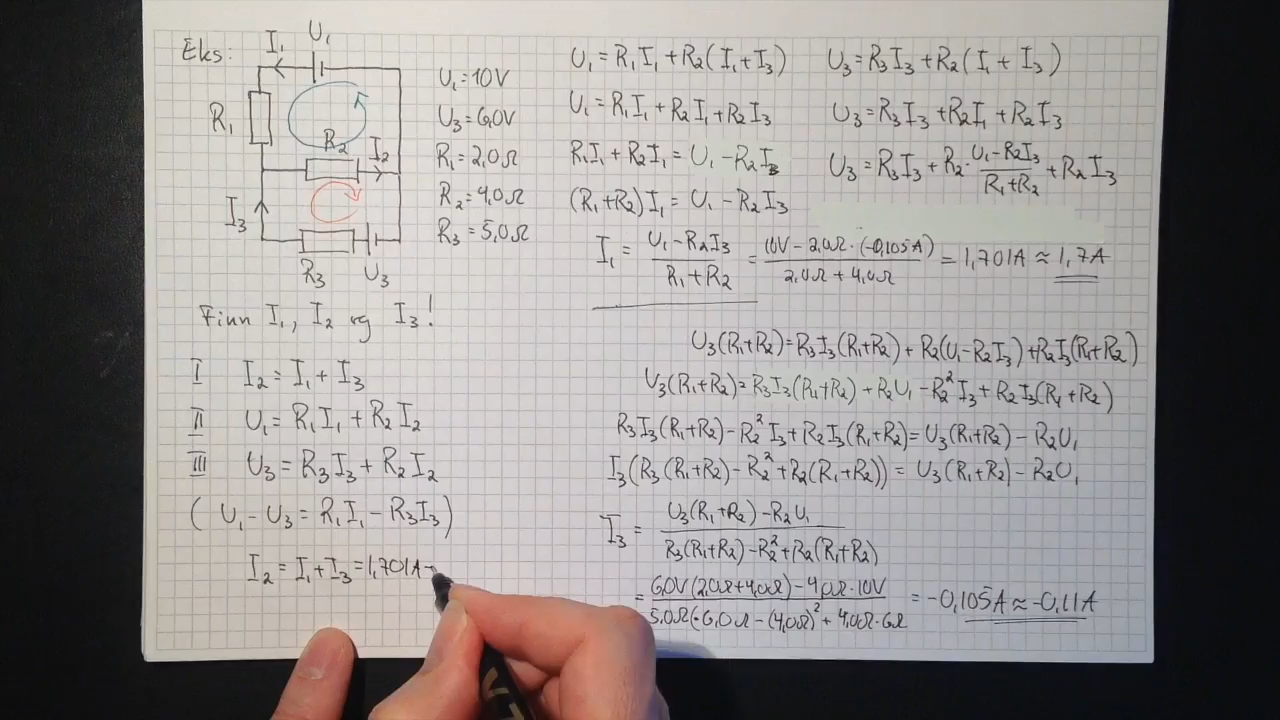 Eks:
I₁
U₁
R₁
R₂
I₂
I₃
R₃
U₃
U₁=10V
U₃=6,0V
R₁=2,0Ω
R₂=4,0Ω
R₃=5,0Ω
Finn I₁, I₂ og I₃!
I I₂=I₁+I₃
II U₁=R₁I₁+R₂I₂
III U₃=R₃I₃+R₂I₂
(U₁-U₃=R₁I₁-R₃I₃)
I₂=I₁+I₃=1,701A-
U₁=R₁I₁+R₂(I₁+I₃)
U₁=R₁I₁+R₂I₁+R₂I₃
R₁I₁+R₂I₁=U₁-R₂I₃
(R₁+R₂)I₁=U₁-R₂I₃
U₃=R₃I₃+R₂(I₁+I₃)
U₃=R₃I₃+R₂I₁+R₂I₃
U₃=R₃I₃+R₂·(U₁-R₂I₃)/(R₁+R₂)+R₂I₃
I₁=(U₁-R₂I₃)/(R₁+R₂)=(10V-2,0Ω·(-0,105A))/(2,0Ω+4,0Ω)=1,701A≈1,7A
U₃(R₁+R₂)=R₃I₃(R₁+R₂)+R₂(U₁-R₂I₃)+R₂I₃(R₁+R₂)
U₃(R₁+R₂)=R₃I₃(R₁+R₂)+R₂U₁-R₂²I₃+R₂I₃(R₁+R₂)
R₃I₃(R₁+R₂)-R₂²I₃+R₂I₃(R₁+R₂)=U₃(R₁+R₂)-R₂U₁
I₃(R₃(R₁+R₂)-R₂²+R₂(R₁+R₂))=U₃(R₁+R₂)-R₂U₁
I₃=(U₃(R₁+R₂)-R₂U₁)/(R₃(R₁+R₂)-R₂²+R₂(R₁+R₂))
=(6,0V(2,0Ω+4,0Ω)-4,0Ω·10V)/(5,0Ω(·6,0Ω-(4,0Ω)²+4,0Ω·6Ω)=-0,105A≈-0,11A